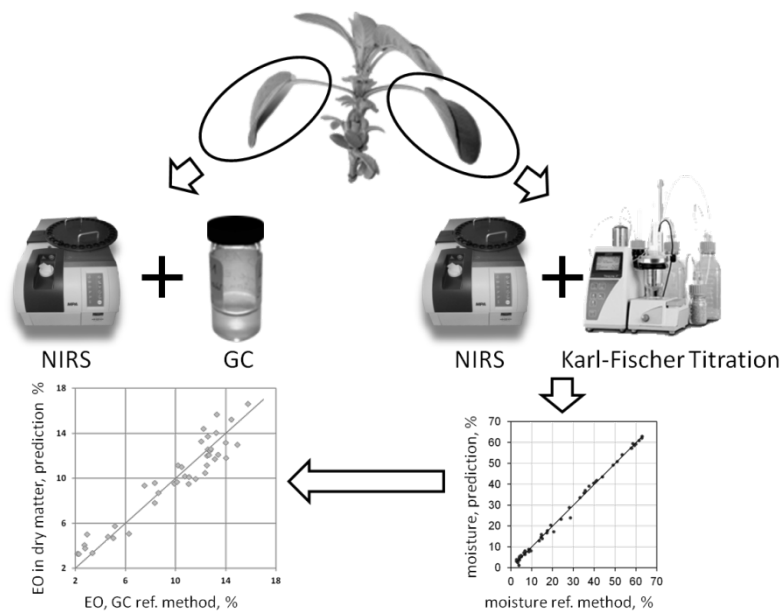 NIRS
GC
NIRS
Karl-Fischer Titration
EO in dry matter, prediction %
18
14
10
6
2
2
6
10
14
18
EO, GC ref. method, %
moisture, prediction, %
70
60
50
40
30
20
10
0
0 10 20 30 40 50 60 70
moisture ref. method, %